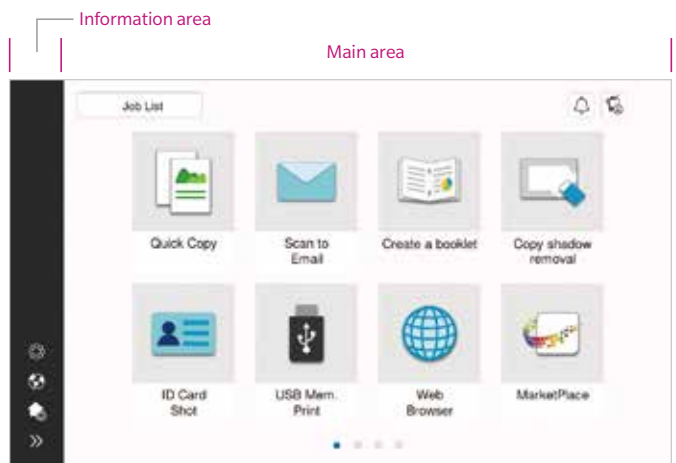 Information area
Main area
Job List
Quick Copy
Scan to
Email
Create a booklet
Copy shadow
removal
ID Card
Shot
USB Mem.
Print
Web
Browser
MarketPlace